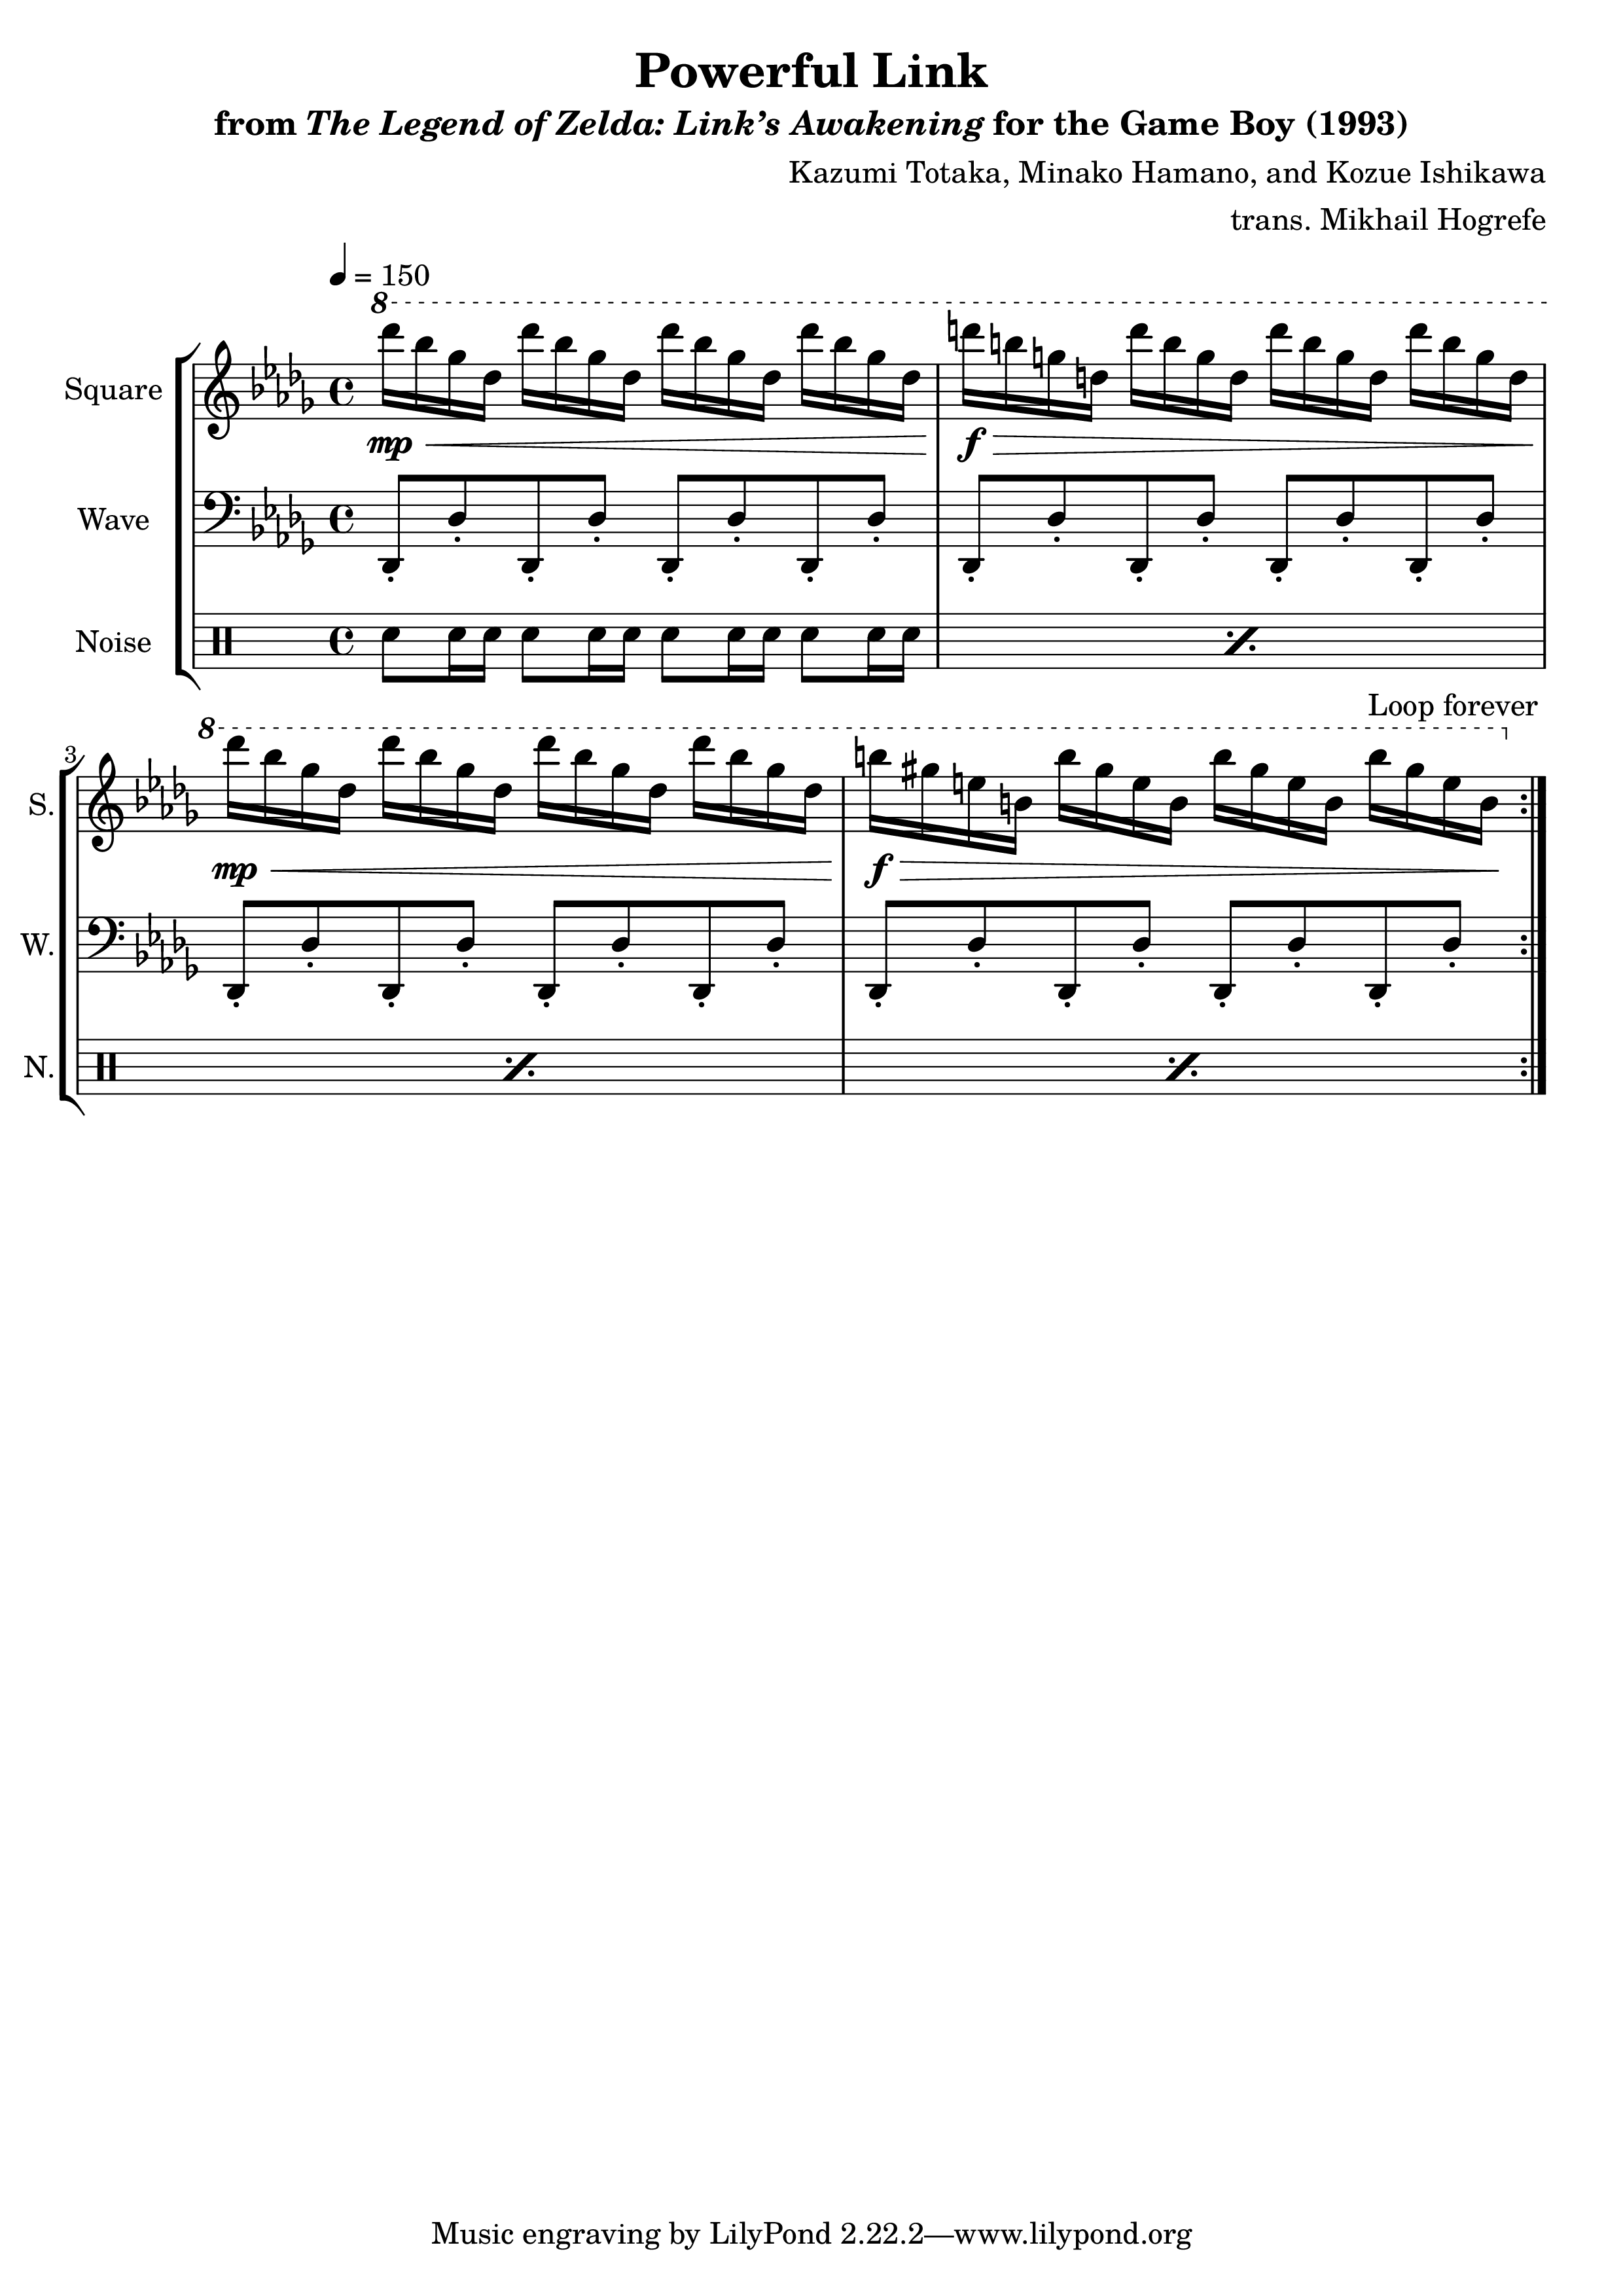 Powerful Link
from The Legend of Zelda: Link’s Awakening for the Game Boy (1993)
Kazumi Totaka, Minako Hamano, and Kozue Ishikawa
trans. Mikhail Hogrefe
= 150
8
Square
mp f
Wave
Noise
Loop forever
8
3
S.
mp f
W.
N.
Music engraving by LilyPond 2.22.2—www.lilypond.org